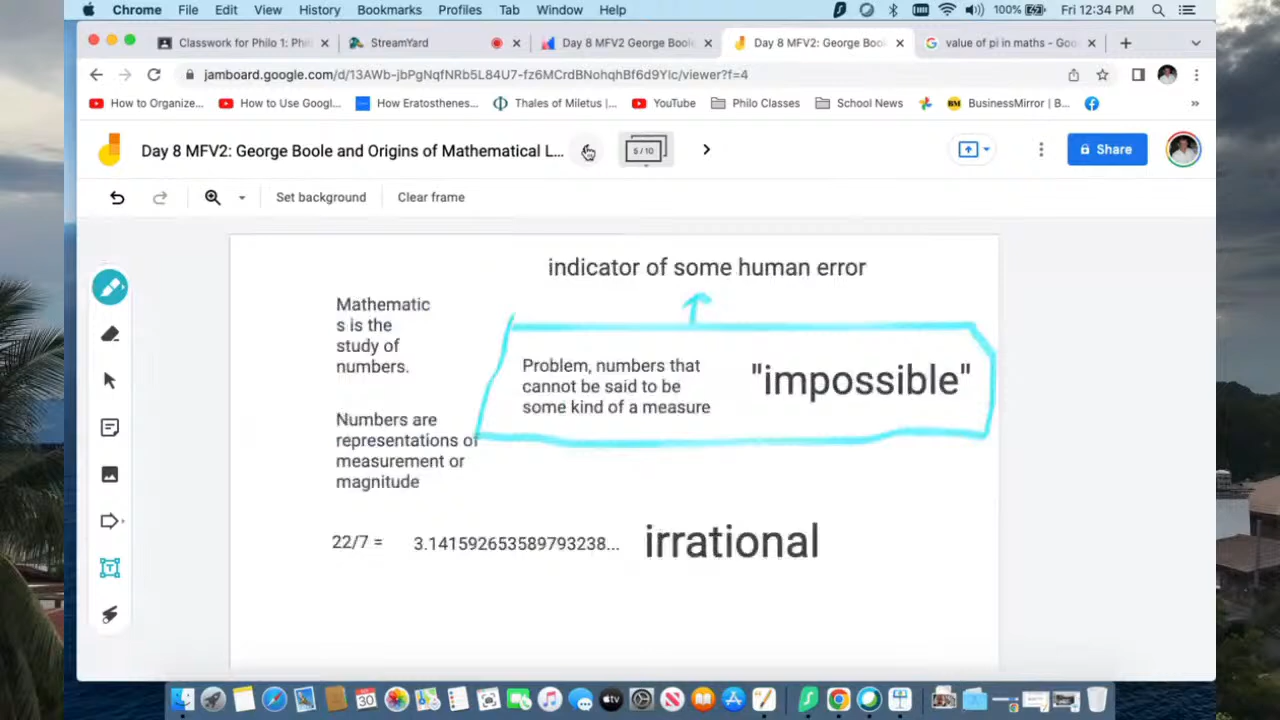 Chrome File Edit View History Bookmarks Profiles Tab Window Help 100% Fri 12:34 PM
Classwork for Philo 1: Phi StreamYard Day 8 MFV2 George Boole Day 8 MFV2: George Boo value of pi in maths - Goo
jamboard.google.com/d/13AWb-jbPgNqfNRb5L84U7-fz6MCrdBNohqhBf6d9YIc/viewer?f=4
How to Organize... How to Use Googl... How Eratosthenes... Thales of Miletus |... YouTube Philo Classes School News BM BusinessMirror | B... »
Day 8 MFV2: George Boole and Origins of Mathematical L... 5 / 10 Share
Set background Clear frame
indicator of some human error
Mathematic
s is the
study of
numbers.
Problem, numbers that
cannot be said to be
some kind of a measure
"impossible"
Numbers are
representations of
measurement or
magnitude
22/7 = 3.141592653589793238... irrational
30
tv